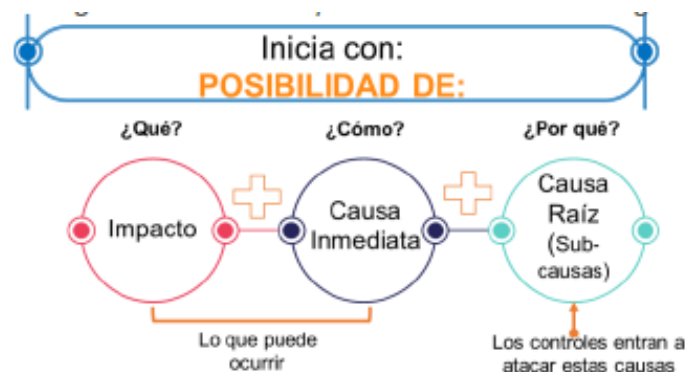 Inicia con:
POSIBILIDAD DE:
¿Qué?
¿Cómo?
¿Por qué?
Impacto
Causa
Inmediata
Causa
Raíz
(Sub-
causas)
Lo que puede
ocurrir
Los controles entran a
atacar estas causas